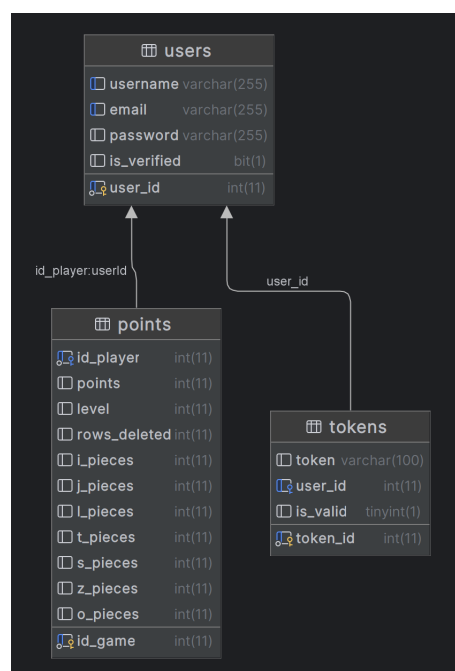 users
username varchar(255)
email varchar(255)
password varchar(255)
is_verified bit(1)
user_id int(11)
id_player:userId
user_id
points
id_player int(11)
points int(11)
level int(11)
rows_deleted int(11)
i_pieces int(11)
j_pieces int(11)
l_pieces int(11)
t_pieces int(11)
s_pieces int(11)
z_pieces int(11)
o_pieces int(11)
id_game int(11)
tokens
token varchar(100)
user_id int(11)
is_valid tinyint(1)
token_id int(11)